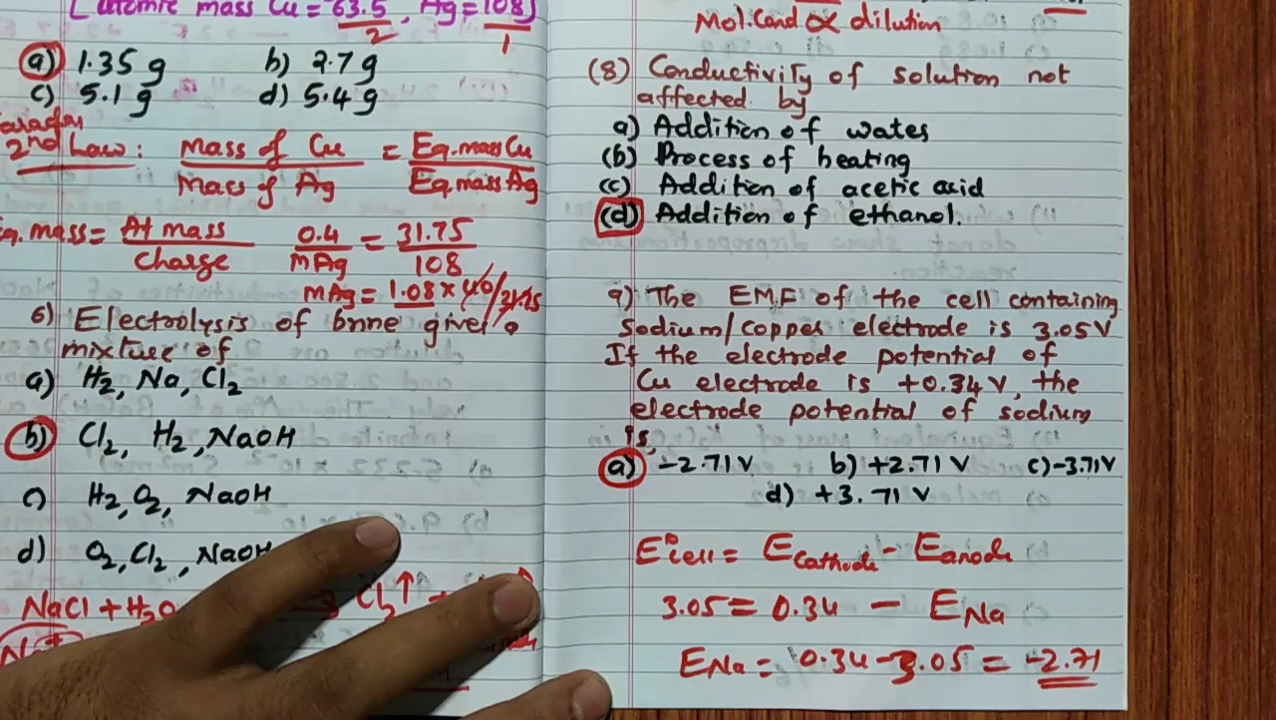 [atomic mass Cu = 63.5, Ag = 108]
2
1
a) 1.35 g b) 2.7 g
c) 5.1 g d) 5.4 g
2nd Law: Mass of Cu / Mass of Ag = Eq. mass Cu / Eq. mass Ag
Eq. mass = At mass / Charge 0.4 / mAg = 31.75 / 108
mAg = 1.08 × 40/31.75
6) Electrolysis of brine gives a
mixture of
a) H2, Na, Cl2
b) Cl2, H2, NaOH
c) H2, O2, NaOH
d) O2, Cl2, NaOH
NaCl + H2O Cl2↑ +
Mol. Cond ∝ dilution
(8) Conductivity of solution not
affected by
a) Addition of water
(b) Process of heating
(c) Addition of acetic acid
(d) Addition of ethanol.
9) The EMF of the cell containing
sodium/copper electrode is 3.05V
If the electrode potential of
Cu electrode is +0.34 V, the
electrode potential of sodium
is,
a) -2.71 V b) +2.71 V c) -3.71V
d) +3.71 V
E°cell = Ecathode - Eanode
3.05 = 0.34 - ENa
ENa = 0.34 - 3.05 = -2.71